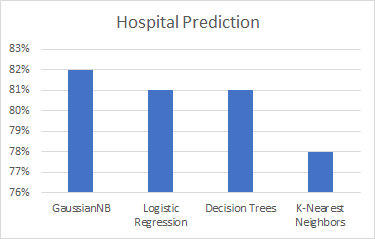 Hospital Prediction
83%
82%
81%
80%
79%
78%
77%
76%
GaussianNB
Logistic
Regression
Decision Trees
K-Nearest
Neighbors